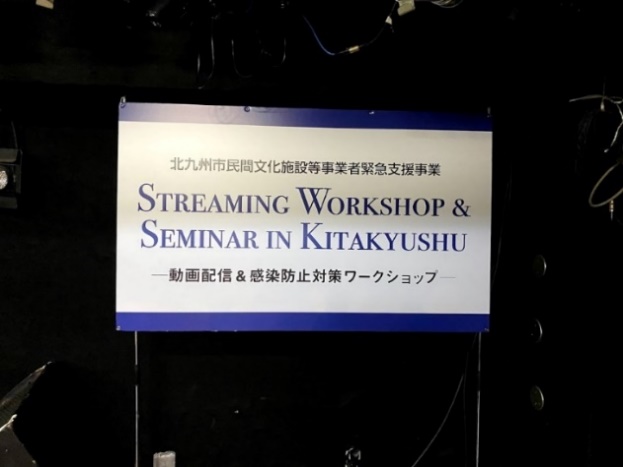 北九州市民間文化施設等事業者緊急支援事業
STREAMING WORKSHOP &
SEMINAR IN KITAKYUSHU
―動画配信&感染防止対策ワークショップ―